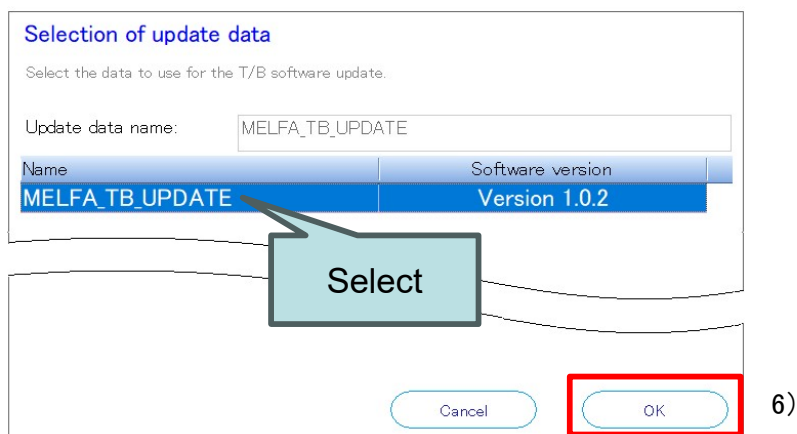 Selection of update data
Select the data to use for the T/B software update.
Update data name: MELFA_TB_UPDATE
Name Software version
MELFA_TB_UPDATE Version 1.0.2
Select
Cancel OK 6)